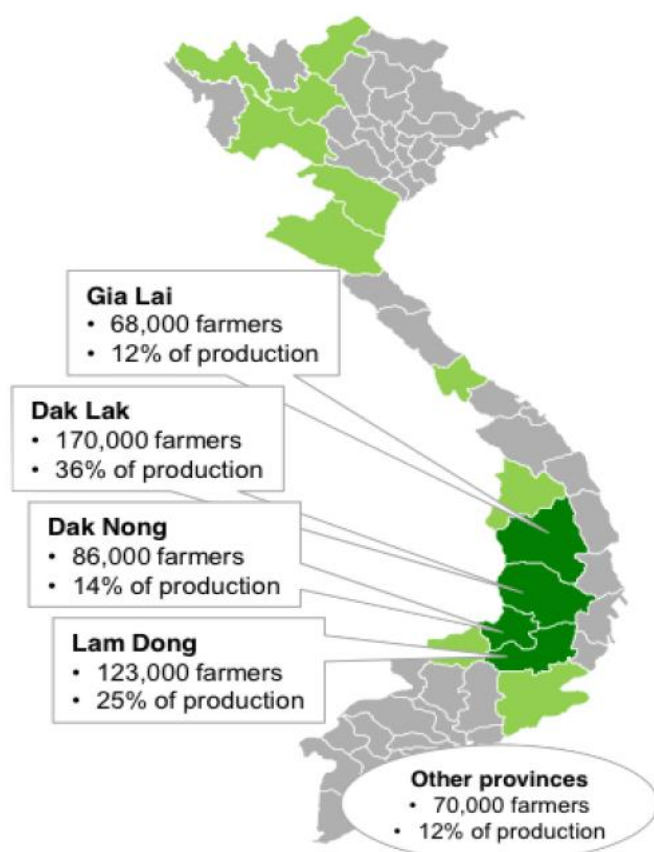 Gia Lai
• 68,000 farmers
• 12% of production
Dak Lak
• 170,000 farmers
• 36% of production
Dak Nong
• 86,000 farmers
• 14% of production
Lam Dong
• 123,000 farmers
• 25% of production
Other provinces
• 70,000 farmers
• 12% of production